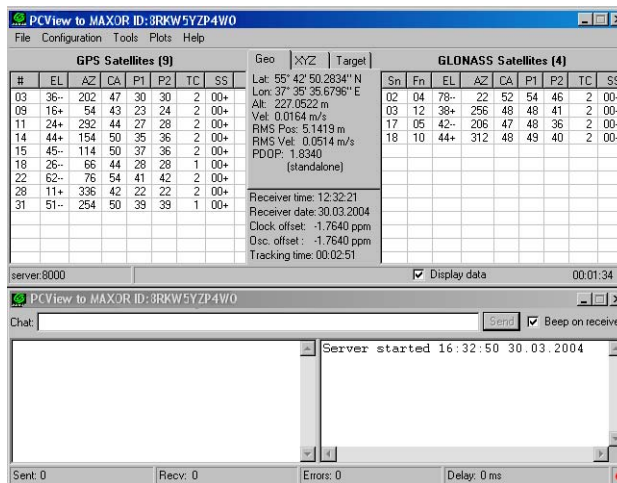 PCView to MAXOR ID:8RKW5YZP4W0
File Configuration Tools Plots Help
GPS Satellites (9)
# EL AZ CA P1 P2 TC SS
03 36-- 202 47 30 30 2 00+
09 16+ 54 43 23 24 2 00+
11 24+ 292 44 27 28 2 00+
14 44+ 154 50 35 36 2 00+
15 45-- 114 50 37 36 2 00+
18 26-- 66 44 28 28 1 00+
22 62-- 76 54 41 42 2 00+
28 11+ 336 42 22 22 2 00+
31 51-- 254 50 39 39 1 00+
Geo XYZ Target
Lat: 55° 42' 50.2834'' N
Lon: 37° 35' 35.6796'' E
Alt: 227.0522 m
Vel: 0.0164 m/s
RMS Pos: 5.1419 m
RMS Vel: 0.0514 m/s
PDOP: 1.8340
(standalone)
Receiver time: 12:32:21
Receiver date: 30.03.2004
Clock offset: -1.7640 ppm
Osc. offset: -1.7640 ppm
Tracking time: 00:02:51
GLONASS Satellites (4)
Sn Fn EL AZ CA P1 P2 TC SS
02 04 78-- 22 52 54 46 2 00-
03 12 38+ 256 48 48 41 2 00-
17 05 42-- 206 47 48 36 2 00-
18 10 44+ 312 48 49 40 2 00-
server:8000
Display data
00:01:34
PCView to MAXOR ID:8RKW5YZP4W0
Chat:
Send
Beep on receive
Server started 16:32:50 30.03.2004
Sent: 0
Recv: 0
Errors: 0
Delay: 0 ms